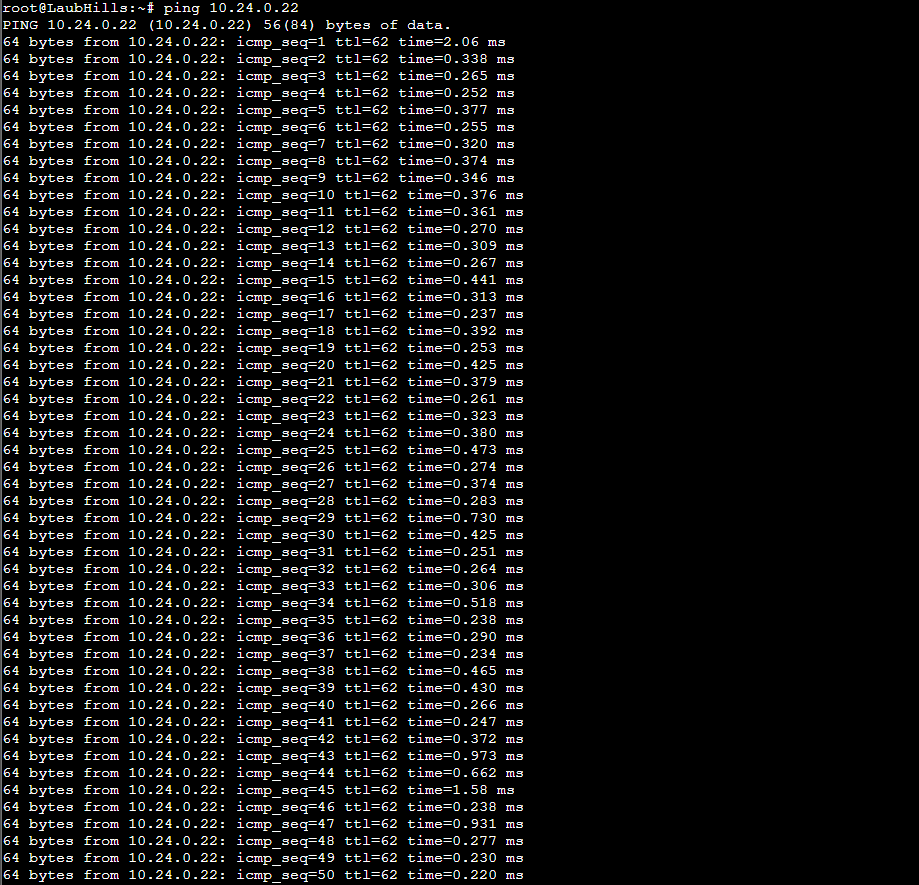 root@LaubHills:~# ping 10.24.0.22
PING 10.24.0.22 (10.24.0.22) 56(84) bytes of data.
64 bytes from 10.24.0.22: icmp_seq=1 ttl=62 time=2.06 ms
64 bytes from 10.24.0.22: icmp_seq=2 ttl=62 time=0.338 ms
64 bytes from 10.24.0.22: icmp_seq=3 ttl=62 time=0.265 ms
64 bytes from 10.24.0.22: icmp_seq=4 ttl=62 time=0.252 ms
64 bytes from 10.24.0.22: icmp_seq=5 ttl=62 time=0.377 ms
64 bytes from 10.24.0.22: icmp_seq=6 ttl=62 time=0.255 ms
64 bytes from 10.24.0.22: icmp_seq=7 ttl=62 time=0.320 ms
64 bytes from 10.24.0.22: icmp_seq=8 ttl=62 time=0.374 ms
64 bytes from 10.24.0.22: icmp_seq=9 ttl=62 time=0.346 ms
64 bytes from 10.24.0.22: icmp_seq=10 ttl=62 time=0.376 ms
64 bytes from 10.24.0.22: icmp_seq=11 ttl=62 time=0.361 ms
64 bytes from 10.24.0.22: icmp_seq=12 ttl=62 time=0.270 ms
64 bytes from 10.24.0.22: icmp_seq=13 ttl=62 time=0.309 ms
64 bytes from 10.24.0.22: icmp_seq=14 ttl=62 time=0.267 ms
64 bytes from 10.24.0.22: icmp_seq=15 ttl=62 time=0.441 ms
64 bytes from 10.24.0.22: icmp_seq=16 ttl=62 time=0.313 ms
64 bytes from 10.24.0.22: icmp_seq=17 ttl=62 time=0.237 ms
64 bytes from 10.24.0.22: icmp_seq=18 ttl=62 time=0.392 ms
64 bytes from 10.24.0.22: icmp_seq=19 ttl=62 time=0.253 ms
64 bytes from 10.24.0.22: icmp_seq=20 ttl=62 time=0.425 ms
64 bytes from 10.24.0.22: icmp_seq=21 ttl=62 time=0.379 ms
64 bytes from 10.24.0.22: icmp_seq=22 ttl=62 time=0.261 ms
64 bytes from 10.24.0.22: icmp_seq=23 ttl=62 time=0.323 ms
64 bytes from 10.24.0.22: icmp_seq=24 ttl=62 time=0.380 ms
64 bytes from 10.24.0.22: icmp_seq=25 ttl=62 time=0.473 ms
64 bytes from 10.24.0.22: icmp_seq=26 ttl=62 time=0.274 ms
64 bytes from 10.24.0.22: icmp_seq=27 ttl=62 time=0.374 ms
64 bytes from 10.24.0.22: icmp_seq=28 ttl=62 time=0.283 ms
64 bytes from 10.24.0.22: icmp_seq=29 ttl=62 time=0.730 ms
64 bytes from 10.24.0.22: icmp_seq=30 ttl=62 time=0.425 ms
64 bytes from 10.24.0.22: icmp_seq=31 ttl=62 time=0.251 ms
64 bytes from 10.24.0.22: icmp_seq=32 ttl=62 time=0.264 ms
64 bytes from 10.24.0.22: icmp_seq=33 ttl=62 time=0.306 ms
64 bytes from 10.24.0.22: icmp_seq=34 ttl=62 time=0.518 ms
64 bytes from 10.24.0.22: icmp_seq=35 ttl=62 time=0.238 ms
64 bytes from 10.24.0.22: icmp_seq=36 ttl=62 time=0.290 ms
64 bytes from 10.24.0.22: icmp_seq=37 ttl=62 time=0.234 ms
64 bytes from 10.24.0.22: icmp_seq=38 ttl=62 time=0.465 ms
64 bytes from 10.24.0.22: icmp_seq=39 ttl=62 time=0.430 ms
64 bytes from 10.24.0.22: icmp_seq=40 ttl=62 time=0.266 ms
64 bytes from 10.24.0.22: icmp_seq=41 ttl=62 time=0.247 ms
64 bytes from 10.24.0.22: icmp_seq=42 ttl=62 time=0.372 ms
64 bytes from 10.24.0.22: icmp_seq=43 ttl=62 time=0.973 ms
64 bytes from 10.24.0.22: icmp_seq=44 ttl=62 time=0.662 ms
64 bytes from 10.24.0.22: icmp_seq=45 ttl=62 time=1.58 ms
64 bytes from 10.24.0.22: icmp_seq=46 ttl=62 time=0.238 ms
64 bytes from 10.24.0.22: icmp_seq=47 ttl=62 time=0.931 ms
64 bytes from 10.24.0.22: icmp_seq=48 ttl=62 time=0.277 ms
64 bytes from 10.24.0.22: icmp_seq=49 ttl=62 time=0.230 ms
64 bytes from 10.24.0.22: icmp_seq=50 ttl=62 time=0.220 ms